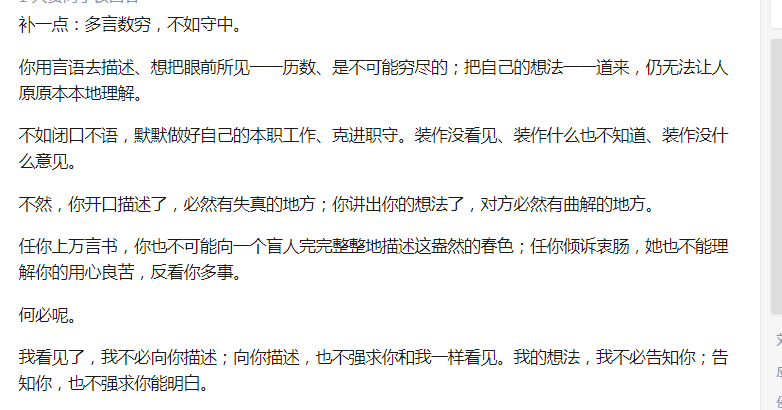 补一点：多言数穷，不如守中。
你用言语去描述、想把眼前所见一一历数、是不可能穷尽的；把自己的想法一一道来，仍无法让人
原原本本地理解。
不如闭口不语，默默做好自己的本职工作、克进职守。装作没看见、装作什么也不知道、装作没什
么意见。
不然，你开口描述了，必然有失真的地方；你讲出你的想法了，对方必然有曲解的地方。
任你上万言书，你也不可能向一个盲人完完整整地描述这盎然的春色；任你倾诉衷肠，她也不能理
解你的用心良苦，反看你多事。
何必呢。
我看见了，我不必向你描述；向你描述，也不强求你和我一样看见。我的想法，我不必告知你；告
知你，也不强求你能明白。